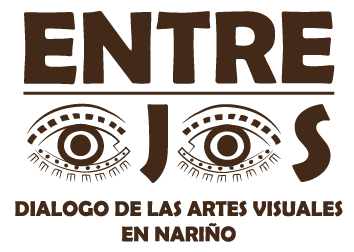 ENTRE
OJOS
DIALOGO DE LAS ARTES VISUALES
EN NARIÑO